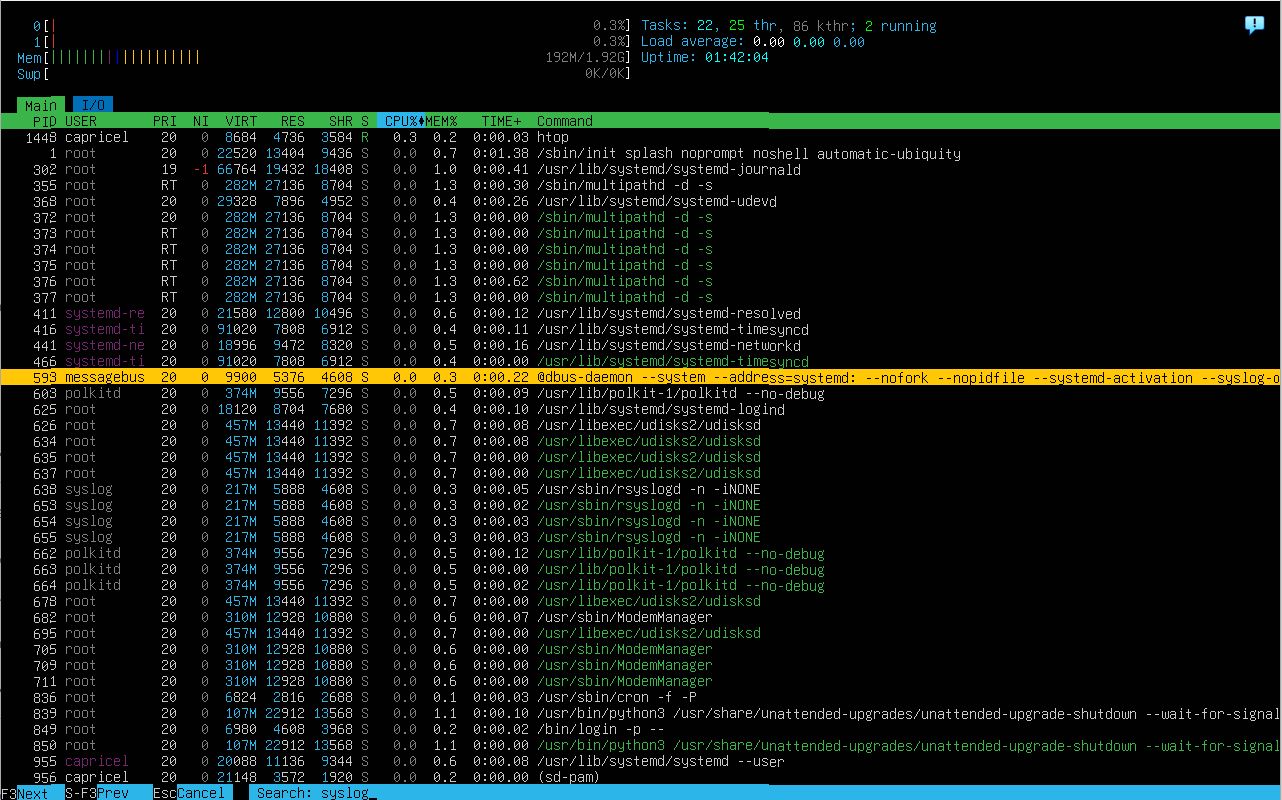 0[| 0.3%] Tasks: 22, 25 thr, 86 kthr; 2 running
1[| 0.3%] Load average: 0.00 0.00 0.00
Mem[||||||||||||||||||| 192M/1.92G] Uptime: 01:42:04
Swp[ 0K/0K]
Main I/O
PID USER PRI NI VIRT RES SHR S CPU% MEM% TIME+ Command
1448 capricel 20 0 8684 4736 3584 R 0.3 0.2 0:00.03 htop
1 root 20 0 22520 13404 9436 S 0.0 0.7 0:01.38 /sbin/init splash noprompt noshell automatic-ubiquity
302 root 19 -1 66764 19432 18408 S 0.0 1.0 0:00.41 /usr/lib/systemd/systemd-journald
355 root RT 0 282M 27136 8704 S 0.0 1.3 0:00.30 /sbin/multipathd -d -s
368 root 20 0 29328 7896 4952 S 0.0 0.4 0:00.26 /usr/lib/systemd/systemd-udevd
372 root 20 0 282M 27136 8704 S 0.0 1.3 0:00.00 /sbin/multipathd -d -s
373 root RT 0 282M 27136 8704 S 0.0 1.3 0:00.00 /sbin/multipathd -d -s
374 root RT 0 282M 27136 8704 S 0.0 1.3 0:00.00 /sbin/multipathd -d -s
375 root RT 0 282M 27136 8704 S 0.0 1.3 0:00.00 /sbin/multipathd -d -s
376 root RT 0 282M 27136 8704 S 0.0 1.3 0:00.62 /sbin/multipathd -d -s
377 root RT 0 282M 27136 8704 S 0.0 1.3 0:00.00 /sbin/multipathd -d -s
411 systemd-re 20 0 21580 12800 10496 S 0.0 0.6 0:00.12 /usr/lib/systemd/systemd-resolved
416 systemd-ti 20 0 91020 7808 6912 S 0.0 0.4 0:00.11 /usr/lib/systemd/systemd-timesyncd
441 systemd-ne 20 0 18996 9472 8320 S 0.0 0.5 0:00.16 /usr/lib/systemd/systemd-networkd
466 systemd-ti 20 0 91020 7808 6912 S 0.0 0.4 0:00.00 /usr/lib/systemd/systemd-timesyncd
593 messagebus 20 0 9900 5376 4608 S 0.0 0.3 0:00.22 @dbus-daemon --system --address=systemd: --nofork --nopidfile --systemd-activation --syslog-o
603 polkitd 20 0 374M 9556 7296 S 0.0 0.5 0:00.09 /usr/lib/polkit-1/polkitd --no-debug
625 root 20 0 18120 8704 7680 S 0.0 0.4 0:00.10 /usr/lib/systemd/systemd-logind
626 root 20 0 457M 13440 11392 S 0.0 0.7 0:00.08 /usr/libexec/udisks2/udisksd
634 root 20 0 457M 13440 11392 S 0.0 0.7 0:00.00 /usr/libexec/udisks2/udisksd
635 root 20 0 457M 13440 11392 S 0.0 0.7 0:00.00 /usr/libexec/udisks2/udisksd
637 root 20 0 457M 13440 11392 S 0.0 0.7 0:00.00 /usr/libexec/udisks2/udisksd
638 syslog 20 0 217M 5888 4608 S 0.0 0.3 0:00.05 /usr/sbin/rsyslogd -n -iNONE
653 syslog 20 0 217M 5888 4608 S 0.0 0.3 0:00.02 /usr/sbin/rsyslogd -n -iNONE
654 syslog 20 0 217M 5888 4608 S 0.0 0.3 0:00.03 /usr/sbin/rsyslogd -n -iNONE
655 syslog 20 0 217M 5888 4608 S 0.0 0.3 0:00.03 /usr/sbin/rsyslogd -n -iNONE
662 polkitd 20 0 374M 9556 7296 S 0.0 0.5 0:00.12 /usr/lib/polkit-1/polkitd --no-debug
663 polkitd 20 0 374M 9556 7296 S 0.0 0.5 0:00.00 /usr/lib/polkit-1/polkitd --no-debug
664 polkitd 20 0 374M 9556 7296 S 0.0 0.5 0:00.02 /usr/lib/polkit-1/polkitd --no-debug
678 root 20 0 457M 13440 11392 S 0.0 0.7 0:00.00 /usr/libexec/udisks2/udisksd
682 root 20 0 310M 12928 10880 S 0.0 0.6 0:00.07 /usr/sbin/ModemManager
695 root 20 0 457M 13440 11392 S 0.0 0.7 0:00.00 /usr/libexec/udisks2/udisksd
705 root 20 0 310M 12928 10880 S 0.0 0.6 0:00.00 /usr/sbin/ModemManager
709 root 20 0 310M 12928 10880 S 0.0 0.6 0:00.00 /usr/sbin/ModemManager
711 root 20 0 310M 12928 10880 S 0.0 0.6 0:00.00 /usr/sbin/ModemManager
836 root 20 0 6824 2816 2688 S 0.0 0.1 0:00.03 /usr/sbin/cron -f -P
839 root 20 0 107M 22912 13568 S 0.0 1.1 0:00.10 /usr/bin/python3 /usr/share/unattended-upgrades/unattended-upgrade-shutdown --wait-for-signal
849 root 20 0 6980 4608 3968 S 0.0 0.2 0:00.02 /bin/login -p --
850 root 20 0 107M 22912 13568 S 0.0 1.1 0:00.00 /usr/bin/python3 /usr/share/unattended-upgrades/unattended-upgrade-shutdown --wait-for-signal
955 capricel 20 0 20088 11136 9344 S 0.0 0.6 0:00.08 /usr/lib/systemd/systemd --user
956 capricel 20 0 21148 3572 1920 S 0.0 0.2 0:00.00 (sd-pam)
F3Next S-F3Prev EscCancel Search: syslog_